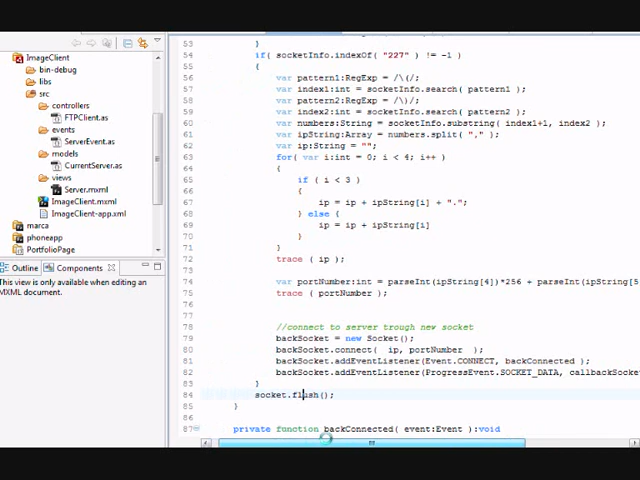 ImageClient
bin-debug
libs
src
controllers
FTPClient.as
events
ServerEvent.as
models
CurrentServer.as
views
Server.mxml
ImageClient.mxml
ImageClient-app.xml
marca
phoneapp
PortfolioPage
Outline Components
This view is only available when editing an
MXML document.
53 }
54 if( socketInfo.indexOf( "227" ) != -1 )
55 {
56 var pattern1:RegExp = /\(/;
57 var index1:int = socketInfo.search( pattern1 );
58 var pattern2:RegExp = /\)/;
59 var index2:int = socketInfo.search( pattern2 );
60 var numbers:String = socketInfo.substring( index1+1, index2 );
61 var ipString:Array = numbers.split( "," );
62 var ip:String = "";
63 for( var i:int = 0; i < 4; i++ )
64 {
65 if ( i < 3 )
66 {
67 ip = ip + ipString[i] + ".";
68 } else {
69 ip = ip + ipString[i]
70 }
71 }
72 trace ( ip );
73
74 var portNumber:int = parseInt(ipString[4])*256 + parseInt(ipString[5
75 trace ( portNumber );
76
77
78 //connect to server trough new socket
79 backSocket = new Socket();
80 backSocket.connect( ip, portNumber );
81 backSocket.addEventListener( Event.CONNECT, backConnected );
82 backSocket.addEventListener(ProgressEvent.SOCKET_DATA, callbackSocke
83 }
84 socket.flush();
85 }
86
87 private function backConnected( event:Event ):void